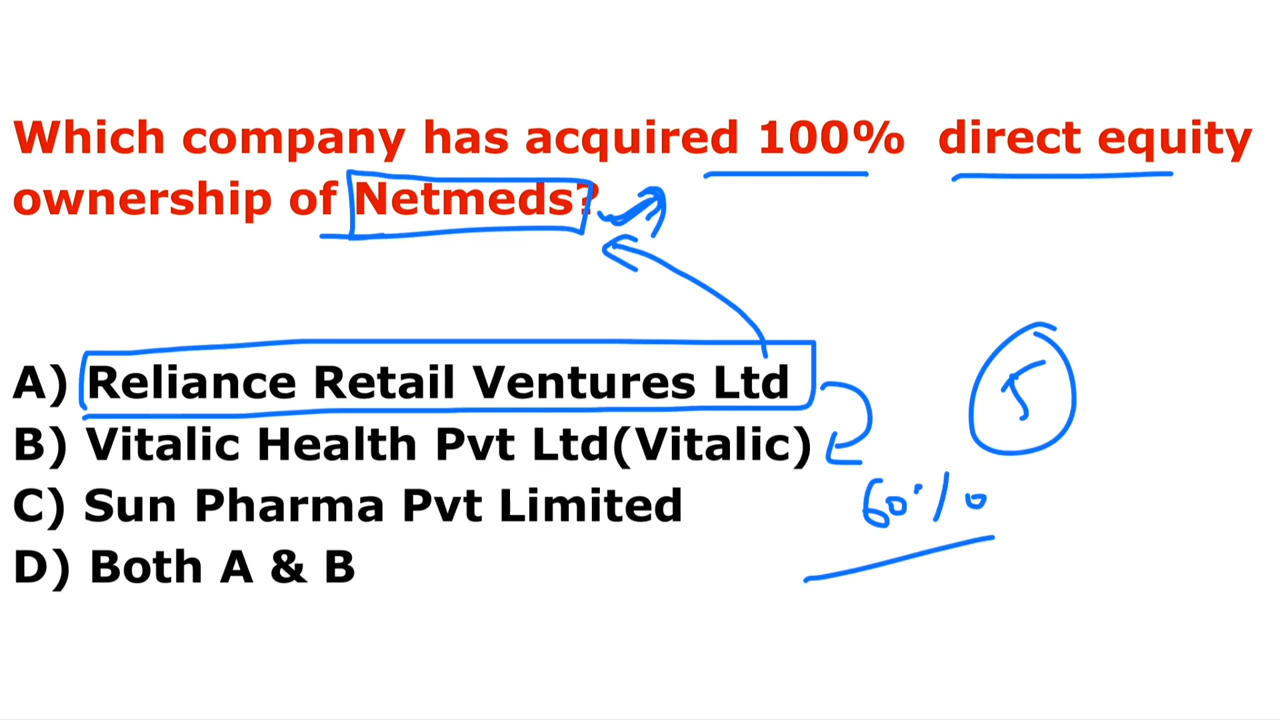 Which company has acquired 100% direct equity
ownership of Netmeds?
A) Reliance Retail Ventures Ltd
B) Vitalic Health Pvt Ltd(Vitalic)
C) Sun Pharma Pvt Limited
60%
D) Both A & B